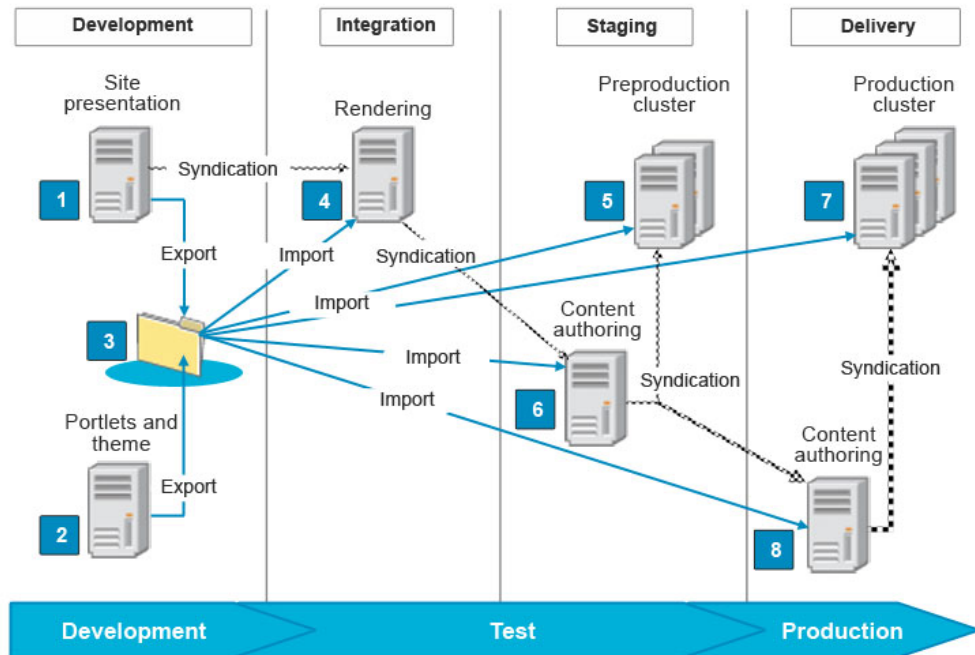 Development
Integration
Staging
Delivery
Site
presentation
Rendering
Preproduction
cluster
Production
cluster
Syndication
1
4
5
7
Export
Import
Syndication
Import
Content
authoring
3
Import
Syndication
Syndication
Import
6
Portlets and
theme
Content
authoring
Export
2
8
Development
Test
Production